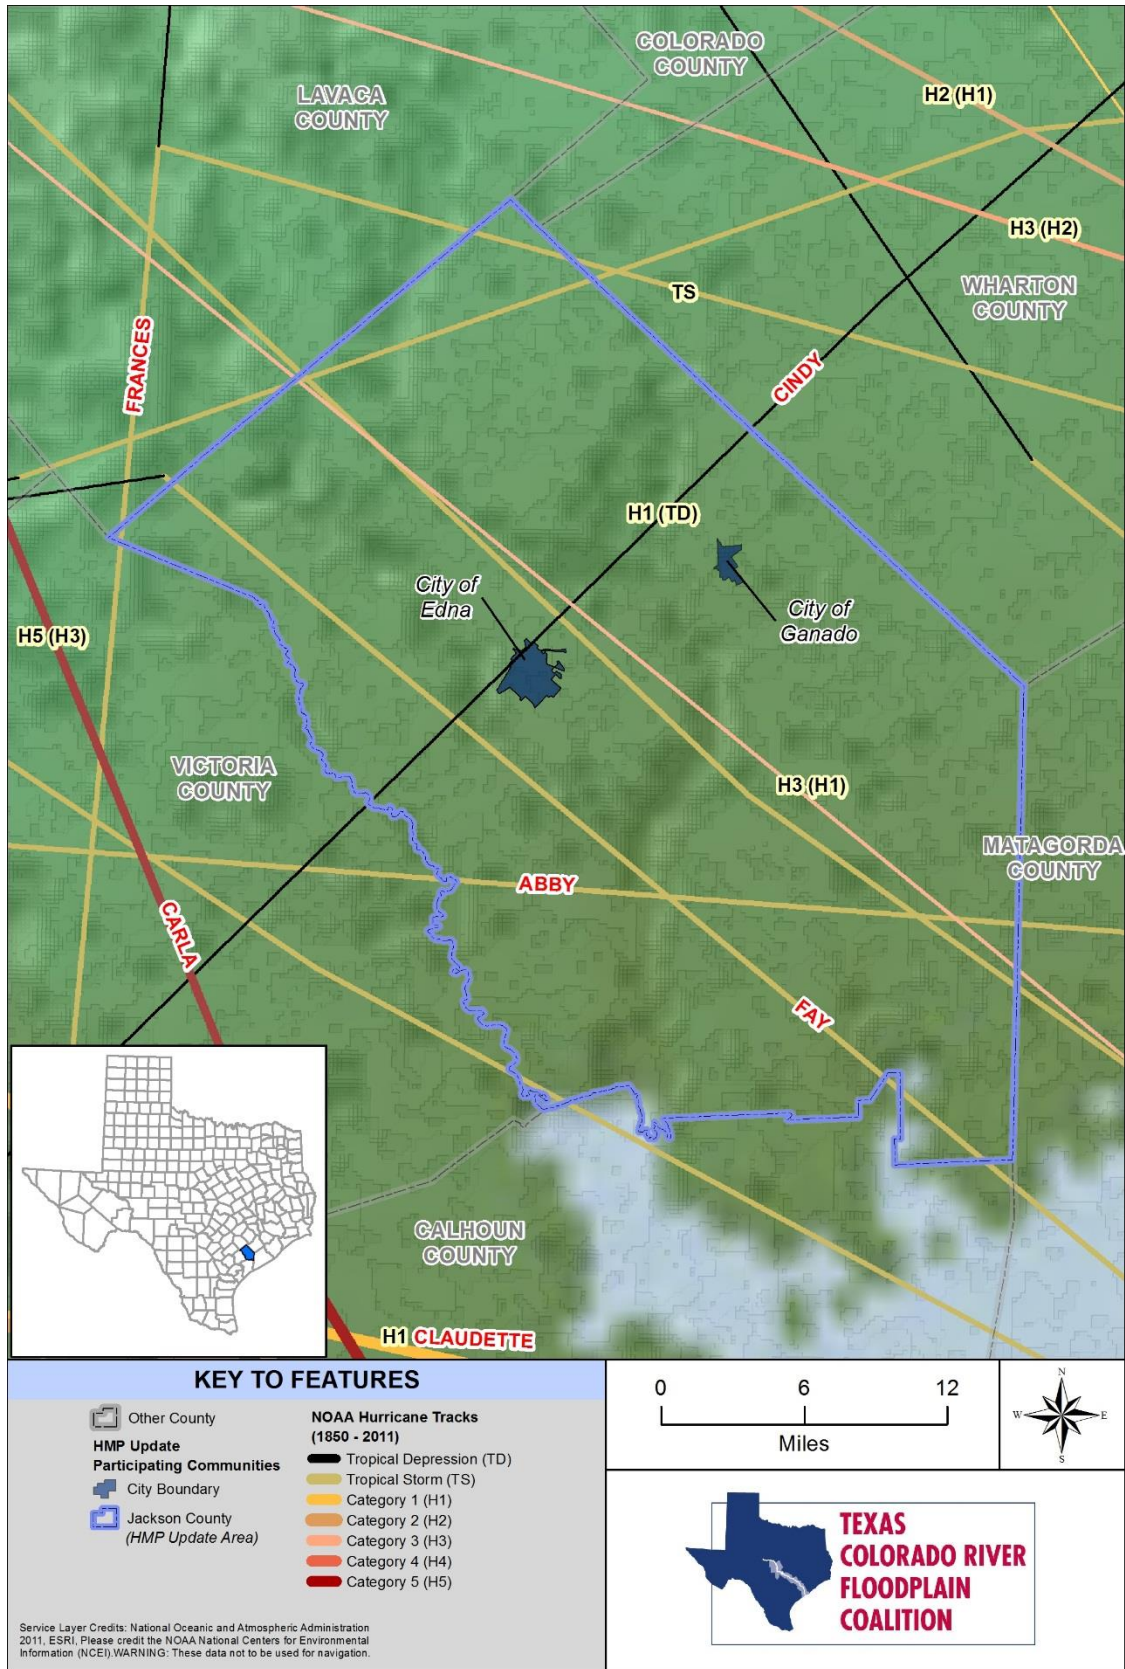 COLORADO
COUNTY
LAVACA
COUNTY
H2 (H1)
H3 (H2)
TS
WHARTON
COUNTY
FRANCES
CINDY
H1 (TD)
City of
Edna
City of
Ganado
H5 (H3)
VICTORIA
COUNTY
H3 (H1)
MATAGORDA
COUNTY
ABBY
CARLA
FAY
CALHOUN
COUNTY
H1 CLAUDETTE
KEY TO FEATURES
Other County
HMP Update
Participating Communities
City Boundary
Jackson County
(HMP Update Area)
NOAA Hurricane Tracks
(1850 - 2011)
Tropical Depression (TD)
Tropical Storm (TS)
Category 1 (H1)
Category 2 (H2)
Category 3 (H3)
Category 4 (H4)
Category 5 (H5)
Service Layer Credits: National Oceanic and Atmospheric Administration
2011, ESRI, Please credit the NOAA National Centers for Environmental
Information (NCEI).WARNING: These data not to be used for navigation.
0 6 12
Miles
N
W E
S
TEXAS
COLORADO RIVER
FLOODPLAIN
COALITION